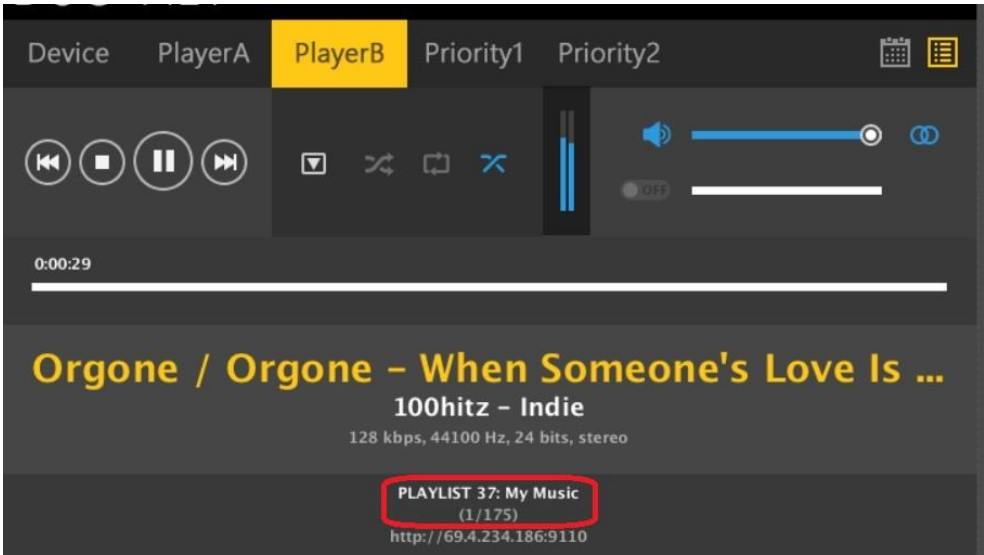 Device PlayerA PlayerB Priority1 Priority2
OFF
0:00:29
Orgone / Orgone – When Someone's Love Is ...
100hitz – Indie
128 kbps, 44100 Hz, 24 bits, stereo
PLAYLIST 37: My Music
(1/175)
http://69.4.234.186:9110